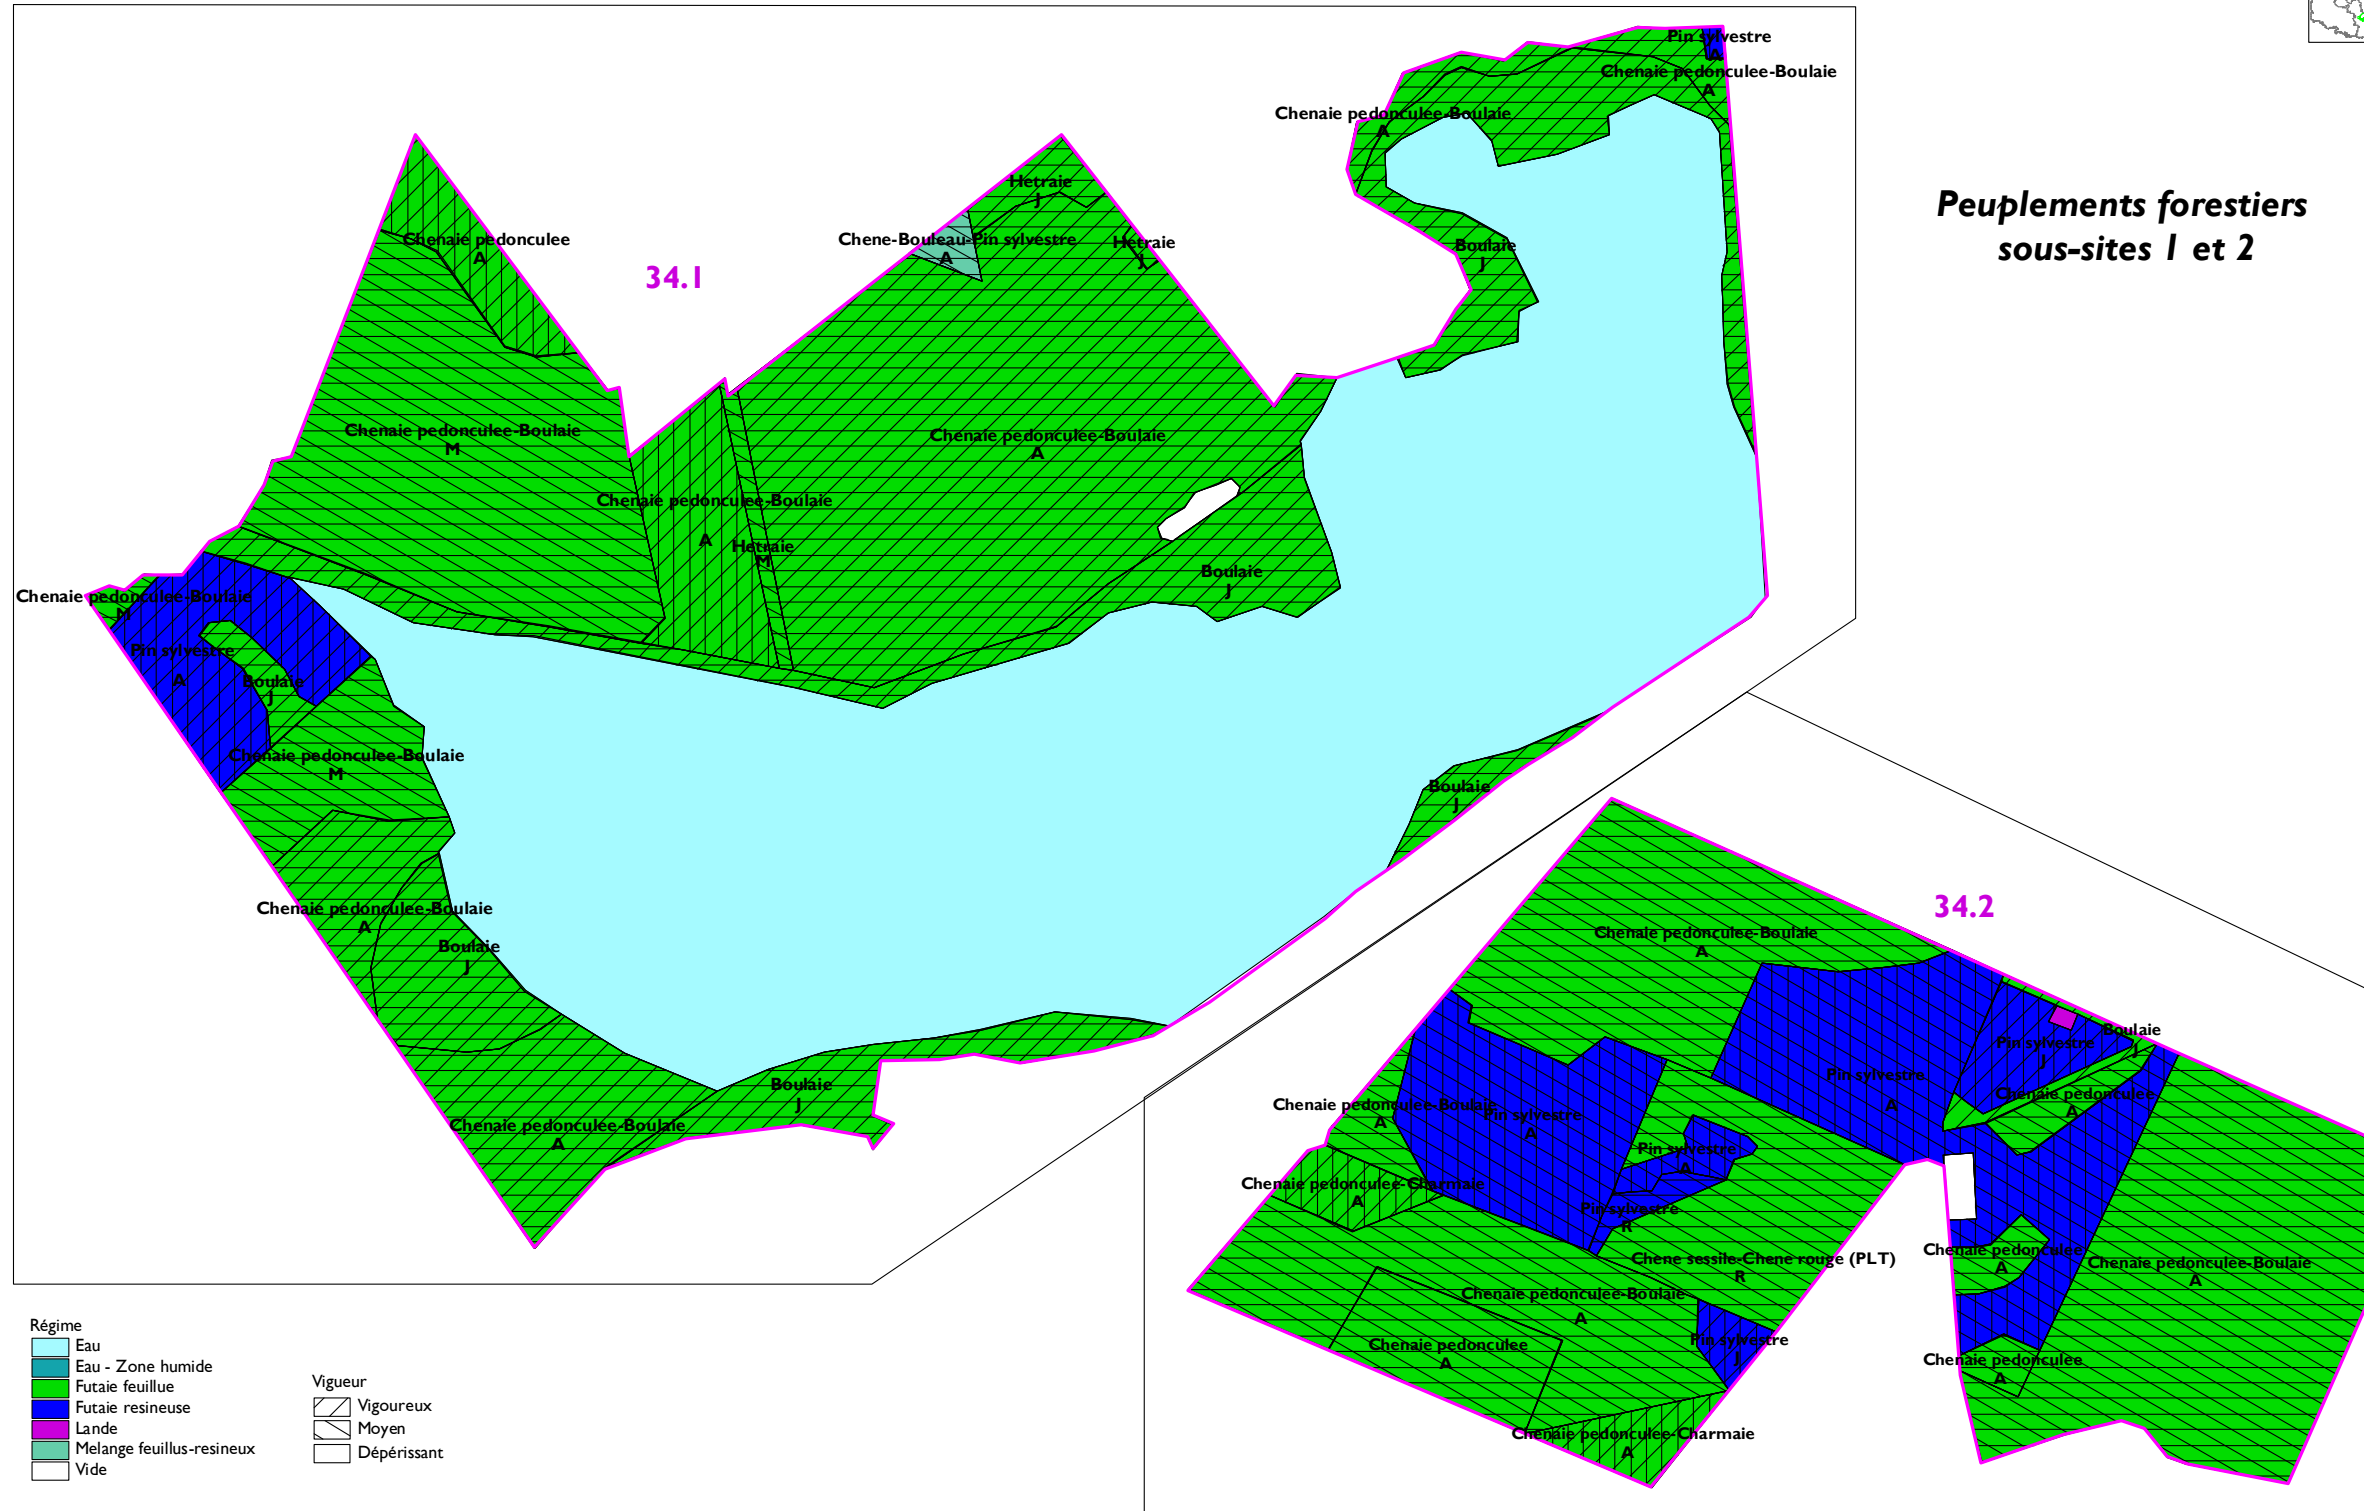 Peuplements forestiers
sous-sites 1 et 2
34.1
Pin sylvestre
A
Chenaie pedonculee-Boulaie
A
Chenaie pedonculee-Boulaie
A
Hetraie
J
Chenaie pedonculee
A
Chene-Bouleau-Pin sylvestre
A
Hetraie
J
Boulaie
J
Chenaie pedonculee-Boulaie
M
Chenaie pedonculee-Boulaie
A
Chenaie pedonculee-Boulaie
A
Hetraie
M
Boulaie
J
Chenaie pedonculee-Boulaie
M
Pin sylvestre
A
Boulaie
J
Chenaie pedonculee-Boulaie
M
Boulaie
J
Chenaie pedonculee-Boulaie
A
Boulaie
J
Boulaie
J
Chenaie pedonculee-Boulaie
A
34.2
Chenaie pedonculee-Boulaie
A
Boulaie
J
Pin sylvestre
J
Pin sylvestre
A
Chenaie pedonculee
A
Chenaie pedonculee-Boulaie
A
Pin sylvestre
A
Pin sylvestre
A
Chenaie pedonculee-Charmaie
A
Pin sylvestre
R
Chene sessile-Chene rouge (PLT)
R
Chenaie pedonculee
A
Chenaie pedonculee-Boulaie
A
Chenaie pedonculee-Boulaie
A
Chenaie pedonculee
A
Pin sylvestre
J
Chenaie pedonculee
A
Chenaie pedonculee-Charmaie
A
Régime
Eau
Eau - Zone humide
Futaie feuillue
Futaie resineuse
Lande
Melange feuillus-resineux
Vide
Vigueur
Vigoureux
Moyen
Dépérissant